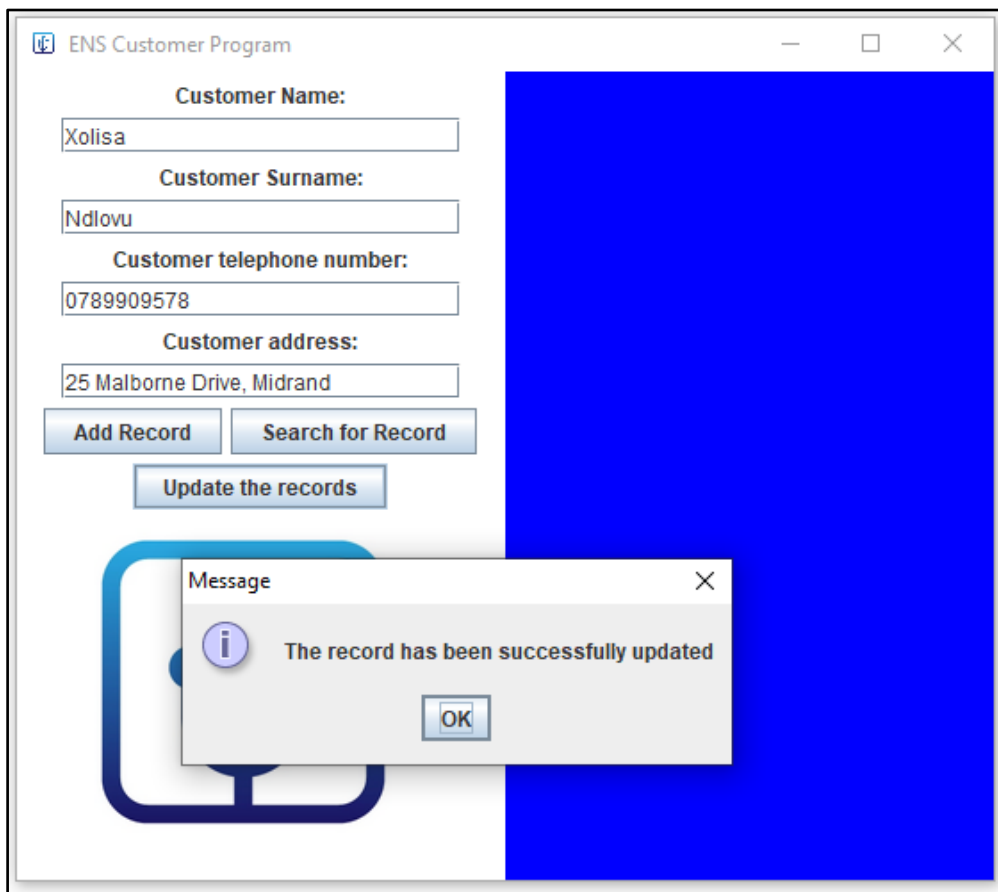 ENS Customer Program
Customer Name:
Xolisa
Customer Surname:
Ndlovu
Customer telephone number:
0789909578
Customer address:
25 Malborne Drive, Midrand
Add Record Search for Record
Update the records
Message
The record has been successfully updated
OK